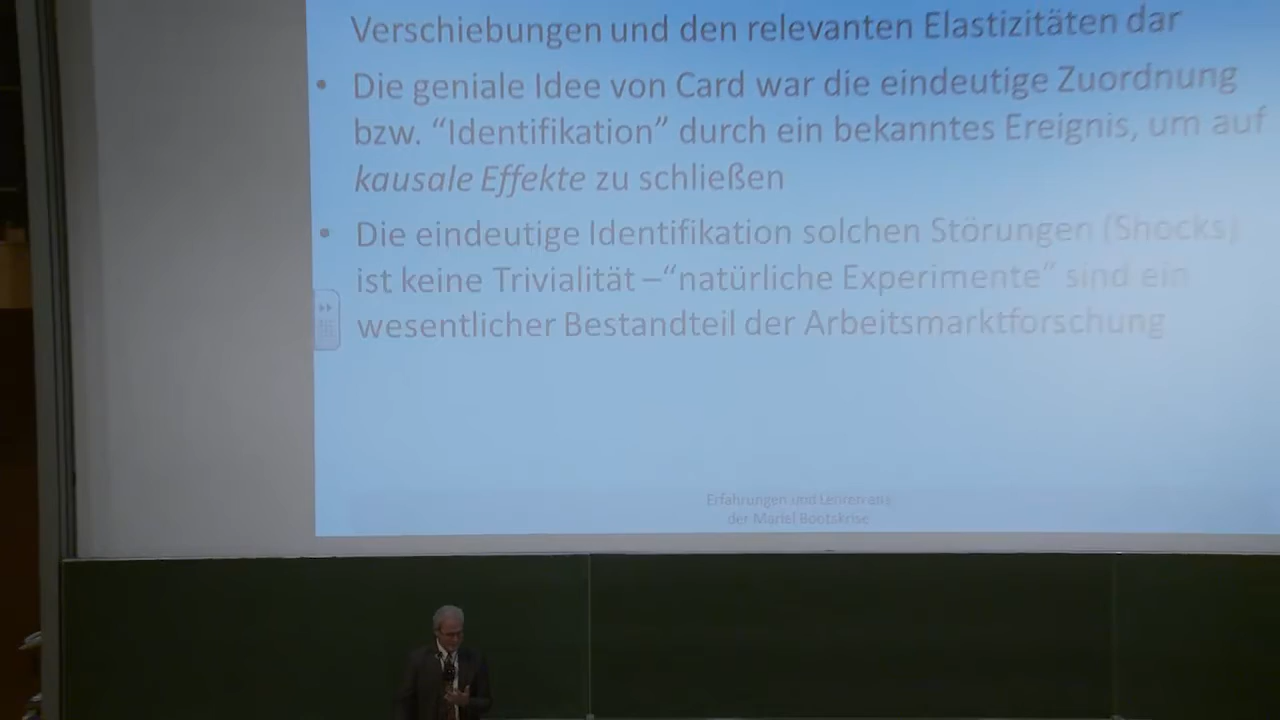 Verschiebungen und den relevanten Elastizitäten dar
• Die geniale Idee von Card war die eindeutige Zuordnung
bzw. “Identifikation” durch ein bekanntes Ereignis, um auf
kausale Effekte zu schließen
• Die eindeutige Identifikation solchen Störungen (Shocks)
ist keine Trivialität –“natürliche Experimente” sind ein
wesentlicher Bestandteil der Arbeitsmarktforschung
Erfahrungen und Lehren aus
der Mariel Bootskrise